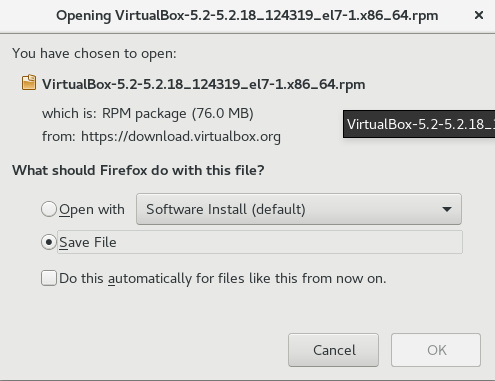 Opening VirtualBox-5.2-5.2.18_124319_el7-1.x86_64.rpm
×
You have chosen to open:
VirtualBox-5.2-5.2.18_124319_el7-1.x86_64.rpm
which is: RPM package (76.0 MB)
from: https://download.virtualbox.org
VirtualBox-5.2-5.2.18_
What should Firefox do with this file?
Open with
Software Install (default)
Save File
Do this automatically for files like this from now on.
Cancel
OK